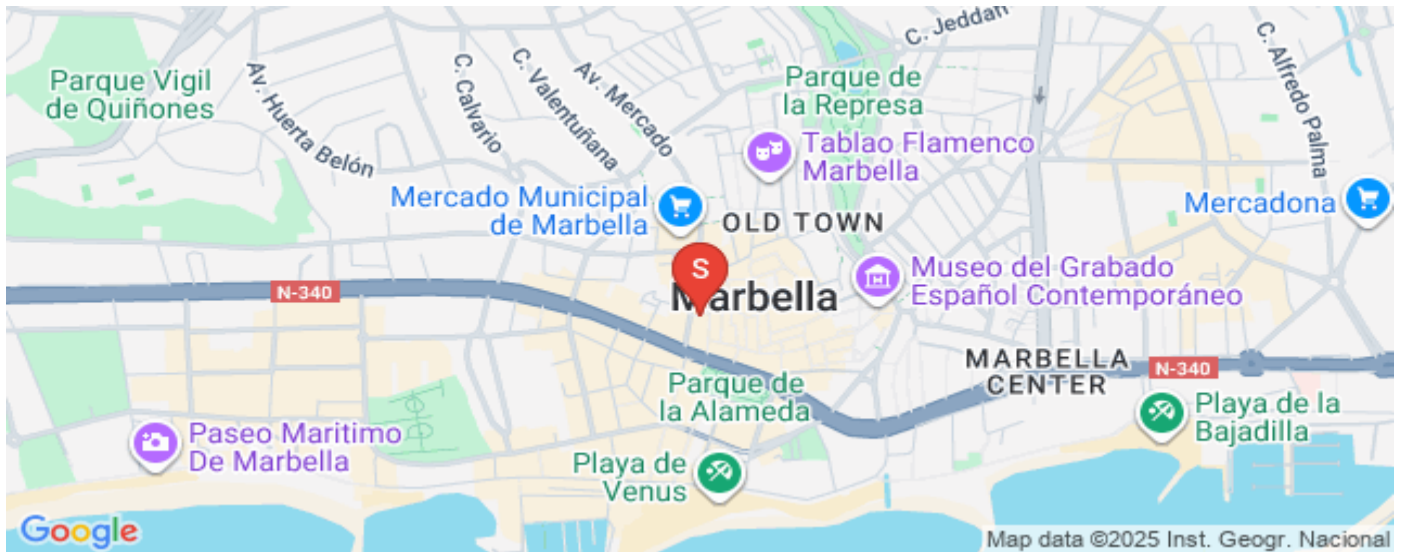 C. Jeddah
Parque Vigil
de Quiñones
Av. Huerta Belón
C. Calvario
C. Valentuñana
Av. Mercado
Parque de
la Represa
C. Alfredo Palma
Tablao Flamenco
Marbella
Mercado Municipal
de Marbella
OLD TOWN
Mercadona
S
Marbella
Museo del Grabado
Español Contemporáneo
N-340
MARBELLA
CENTER
N-340
Parque de
la Alameda
Playa de la
Bajadilla
Paseo Maritimo
De Marbella
Playa de
Venus
Google
Map data ©2025 Inst. Geogr. Nacional